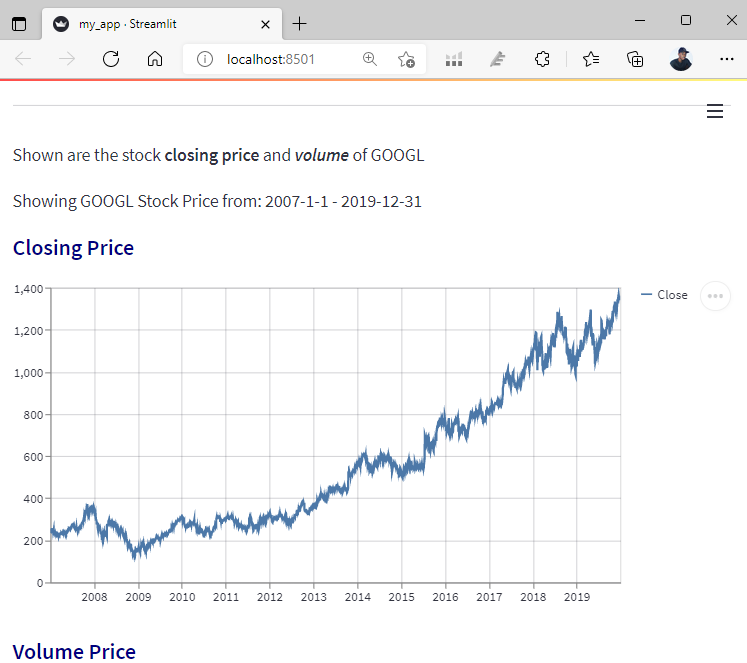 my_app · Streamlit
localhost:8501
Shown are the stock closing price and volume of GOOGL
Showing GOOGL Stock Price from: 2007-1-1 - 2019-12-31
Closing Price
1,400
1,200
1,000
800
600
400
200
0
Close
2008 2009 2010 2011 2012 2013 2014 2015 2016 2017 2018 2019
Volume Price